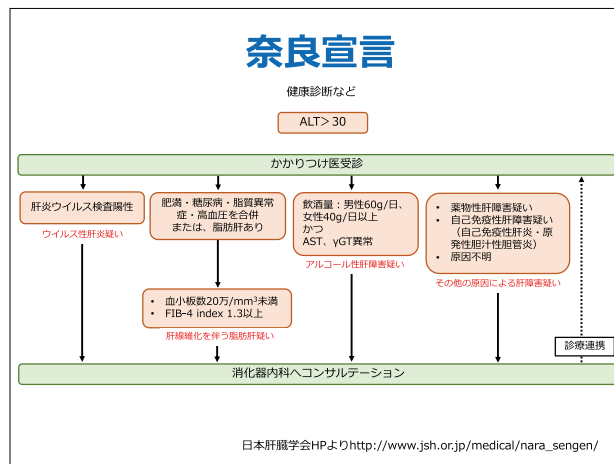 奈良宣言
健康診断など
ALT＞30
かかりつけ医受診
肝炎ウイルス検査陽性
ウイルス性肝炎疑い
肥満・糖尿病・脂質異常
症・高血圧を合併
または、脂肪肝あり
• 血小板数20万/mm³未満
• FIB-4 index 1.3以上
肝線維化を伴う脂肪肝疑い
飲酒量：男性60g/日、
女性40g/日以上
かつ
AST、γGT異常
アルコール性肝障害疑い
• 薬物性肝障害疑い
• 自己免疫性肝障害疑い
（自己免疫性肝炎・原
発性胆汁性胆管炎）
• 原因不明
その他の原因による肝障害疑い
診療連携
消化器内科へコンサルテーション
日本肝臓学会HPよりhttp://www.jsh.or.jp/medical/nara_sengen/